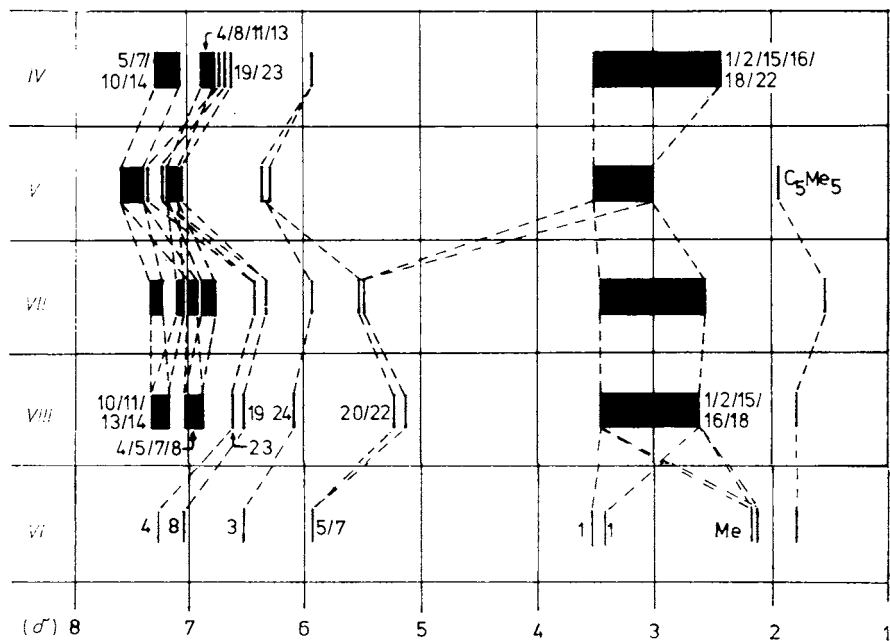 4/8/11/13
IV
5/7/
10/14
19/23
1/2/15/16/
18/22
V
C5Me5
VII
VIII
10/11/
13/14
4/5/7/8
19
24
23
20/22
1/2/15/
16/18
VI
4
8
3
5/7
1
1
Me
(δ) 8 7 6 5 4 3 2 1